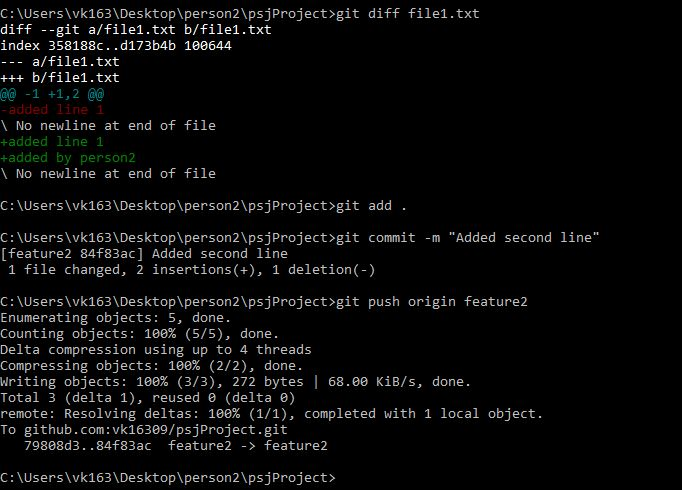 C:\Users\vk163\Desktop\person2\psjProject>git diff file1.txt
diff --git a/file1.txt b/file1.txt
index 358188c..d173b4b 100644
--- a/file1.txt
+++ b/file1.txt
@@ -1 +1,2 @@
-added line 1
\ No newline at end of file
+added line 1
+added by person2
\ No newline at end of file
C:\Users\vk163\Desktop\person2\psjProject>git add .
C:\Users\vk163\Desktop\person2\psjProject>git commit -m "Added second line"
[feature2 84f83ac] Added second line
 1 file changed, 2 insertions(+), 1 deletion(-)
C:\Users\vk163\Desktop\person2\psjProject>git push origin feature2
Enumerating objects: 5, done.
Counting objects: 100% (5/5), done.
Delta compression using up to 4 threads
Compressing objects: 100% (2/2), done.
Writing objects: 100% (3/3), 272 bytes | 68.00 KiB/s, done.
Total 3 (delta 1), reused 0 (delta 0)
remote: Resolving deltas: 100% (1/1), completed with 1 local object.
To github.com:vk16309/psjProject.git
   79808d3..84f83ac  feature2 -> feature2
C:\Users\vk163\Desktop\person2\psjProject>